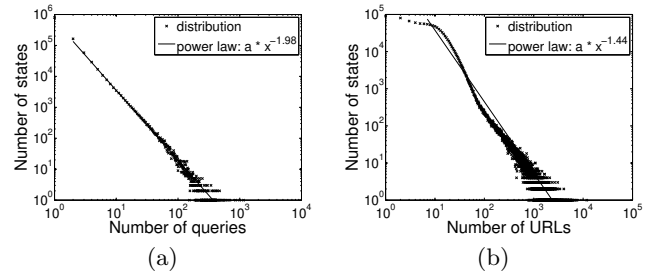 10^6
10^5
10^4
10^3
10^2
10^1
10^0
Number of states
10^0 10^1 10^2 10^3 10^4
Number of queries
distribution
power law: a * x^-1.98
(a)
10^5
10^4
10^3
10^2
10^1
10^0
Number of states
10^0 10^1 10^2 10^3 10^4 10^5
Number of URLs
distribution
power law: a * x^-1.44
(b)